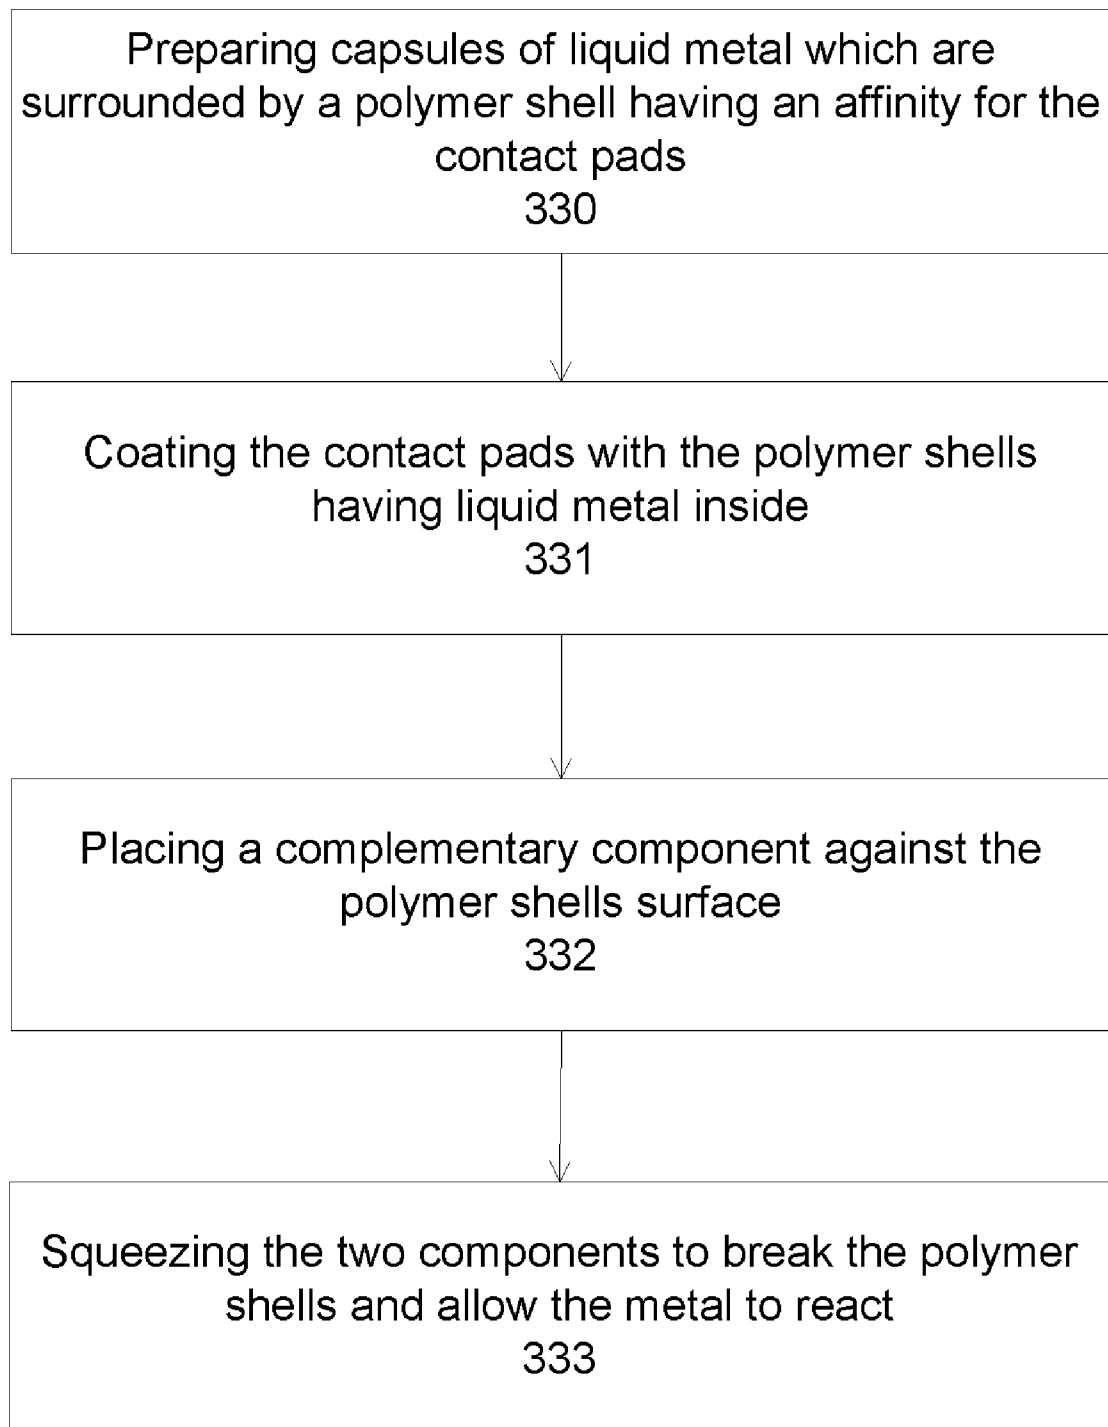 Preparing capsules of liquid metal which are
surrounded by a polymer shell having an affinity for the
contact pads
330
Coating the contact pads with the polymer shells
having liquid metal inside
331
Placing a complementary component against the
polymer shells surface
332
Squeezing the two components to break the polymer
shells and allow the metal to react
333